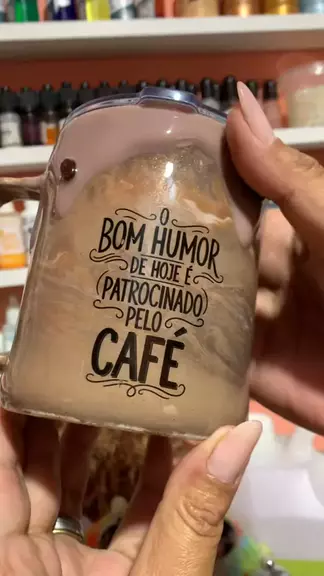 O
BOM HUMOR
DE HOJE É
(PATROCINADO)
PELO
CAFÉ